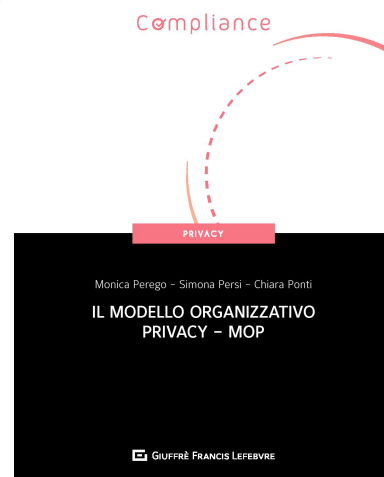 Compliance
PRIVACY
Monica Perego – Simona Persi – Chiara Ponti
IL MODELLO ORGANIZZATIVO
PRIVACY – MOP
GIUFFRÈ FRANCIS LEFEBVRE